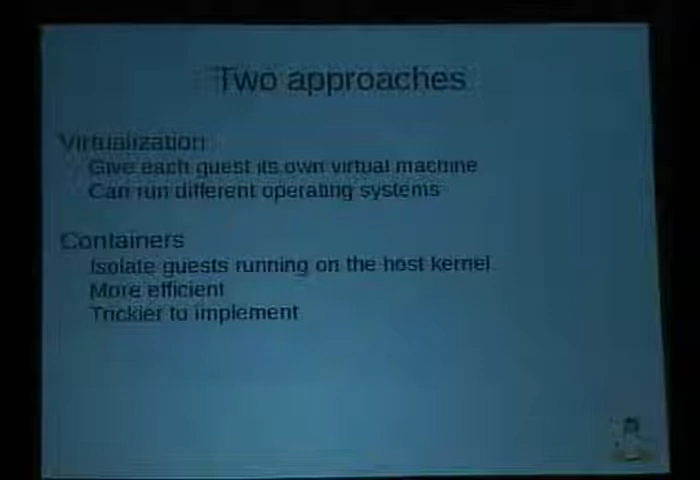 Two approaches
Virtualization
Give each guest its own virtual machine
Can run different operating systems
Containers
Isolate guests running on the host kernel
More efficient
Trickier to implement